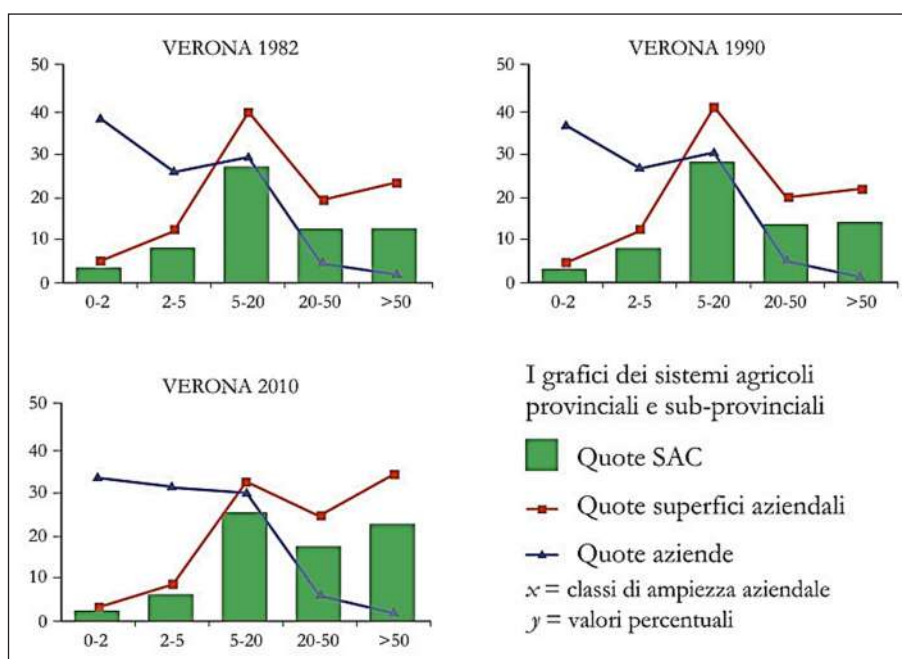 VERONA 1982
50
40
30
20
10
0
0-2 2-5 5-20 20-50 >50
VERONA 1990
50
40
30
20
10
0
0-2 2-5 5-20 20-50 >50
VERONA 2010
50
40
30
20
10
0
0-2 2-5 5-20 20-50 >50
I grafici dei sistemi agricoli
provinciali e sub-provinciali
Quote SAC
Quote superfici aziendali
Quote aziende
x = classi di ampiezza aziendale
y = valori percentuali